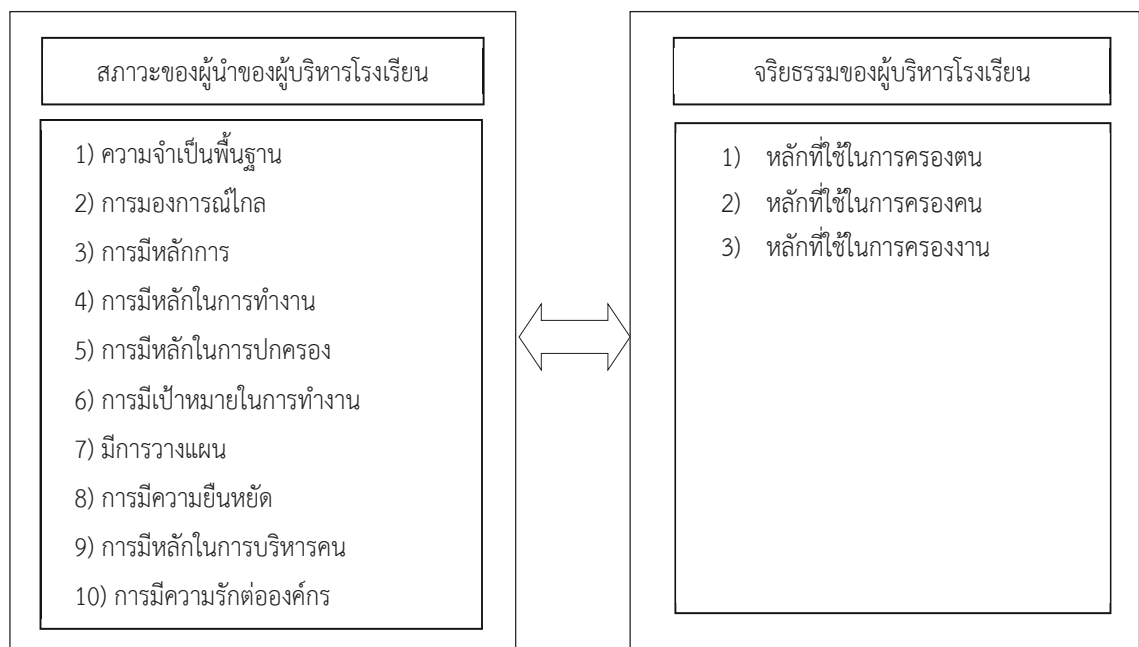 สภาวะของผู้นำของผู้บริหารโรงเรียน
1) ความจำเป็นพื้นฐาน
2) การมองการณ์ไกล
3) การมีหลักการ
4) การมีหลักในการทำงาน
5) การมีหลักในการปกครอง
6) การมีเป้าหมายในการทำงาน
7) มีการวางแผน
8) การมีความยืนหยัด
9) การมีหลักในการบริหารคน
10) การมีความรักต่อองค์กร
จริยธรรมของผู้บริหารโรงเรียน
1) หลักที่ใช้ในการครองตน
2) หลักที่ใช้ในการครองคน
3) หลักที่ใช้ในการครองงาน